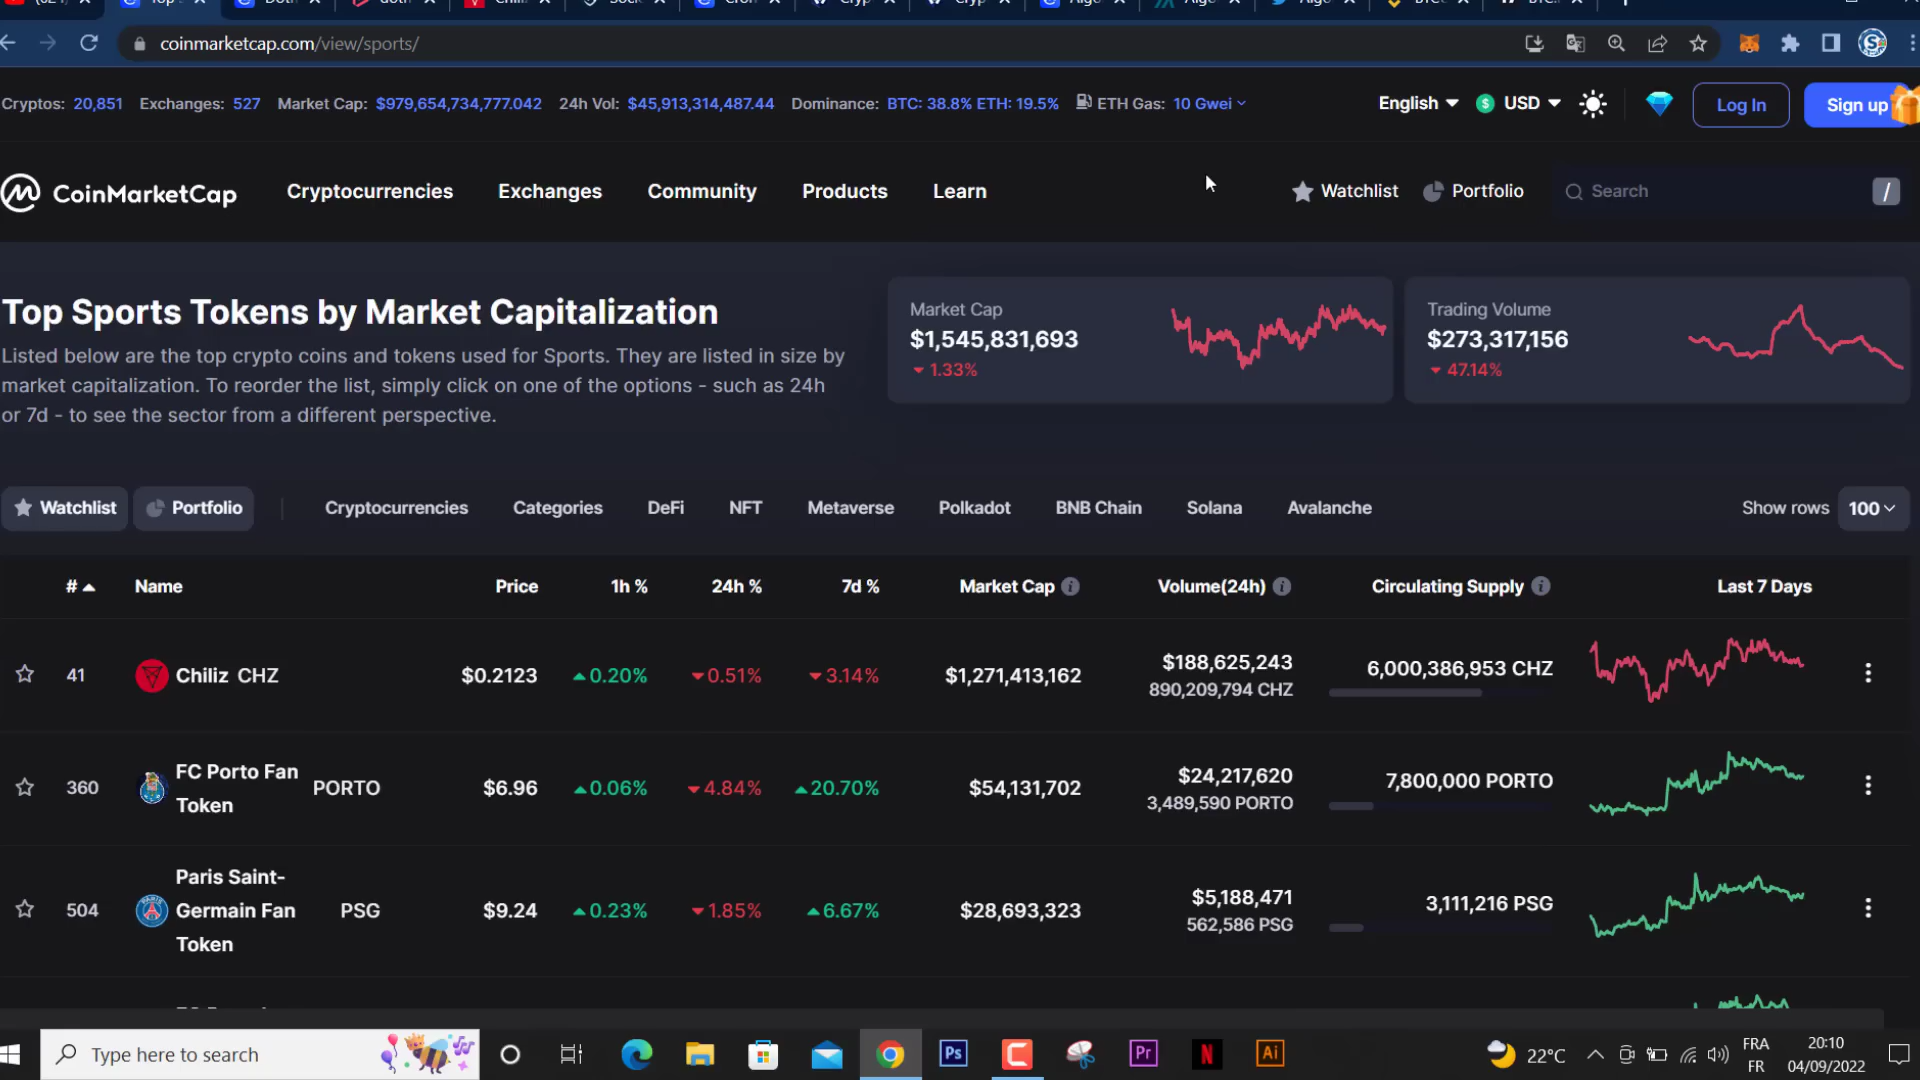 coinmarketcap.com/view/sports/
Cryptos: 20,851 Exchanges: 527 Market Cap: $979,654,734,777.042 24h Vol: $45,913,314,487.44 Dominance: BTC: 38.8% ETH: 19.5% ETH Gas: 10 Gwei English USD Log In Sign up
CoinMarketCap Cryptocurrencies Exchanges Community Products Learn Watchlist Portfolio Search /
Top Sports Tokens by Market Capitalization
Listed below are the top crypto coins and tokens used for Sports. They are listed in size by
market capitalization. To reorder the list, simply click on one of the options - such as 24h
or 7d - to see the sector from a different perspective.
Market Cap
$1,545,831,693
1.33%
Trading Volume
$273,317,156
47.14%
Watchlist Portfolio Cryptocurrencies Categories DeFi NFT Metaverse Polkadot BNB Chain Solana Avalanche Show rows 100
# Name Price 1h % 24h % 7d % Market Cap Volume(24h) Circulating Supply Last 7 Days
41 Chiliz CHZ $0.2123 0.20% 0.51% 3.14% $1,271,413,162 $188,625,243 6,000,386,953 CHZ
890,209,794 CHZ
360 FC Porto Fan Token PORTO $6.96 0.06% 4.84% 20.70% $54,131,702 $24,217,620 7,800,000 PORTO
3,489,590 PORTO
504 Paris Saint-Germain Fan Token PSG $9.24 0.23% 1.85% 6.67% $28,693,323 $5,188,471 3,111,216 PSG
562,586 PSG
Type here to search Ps Pr N Ai 22°C FRA 20:10
FR 04/09/2022